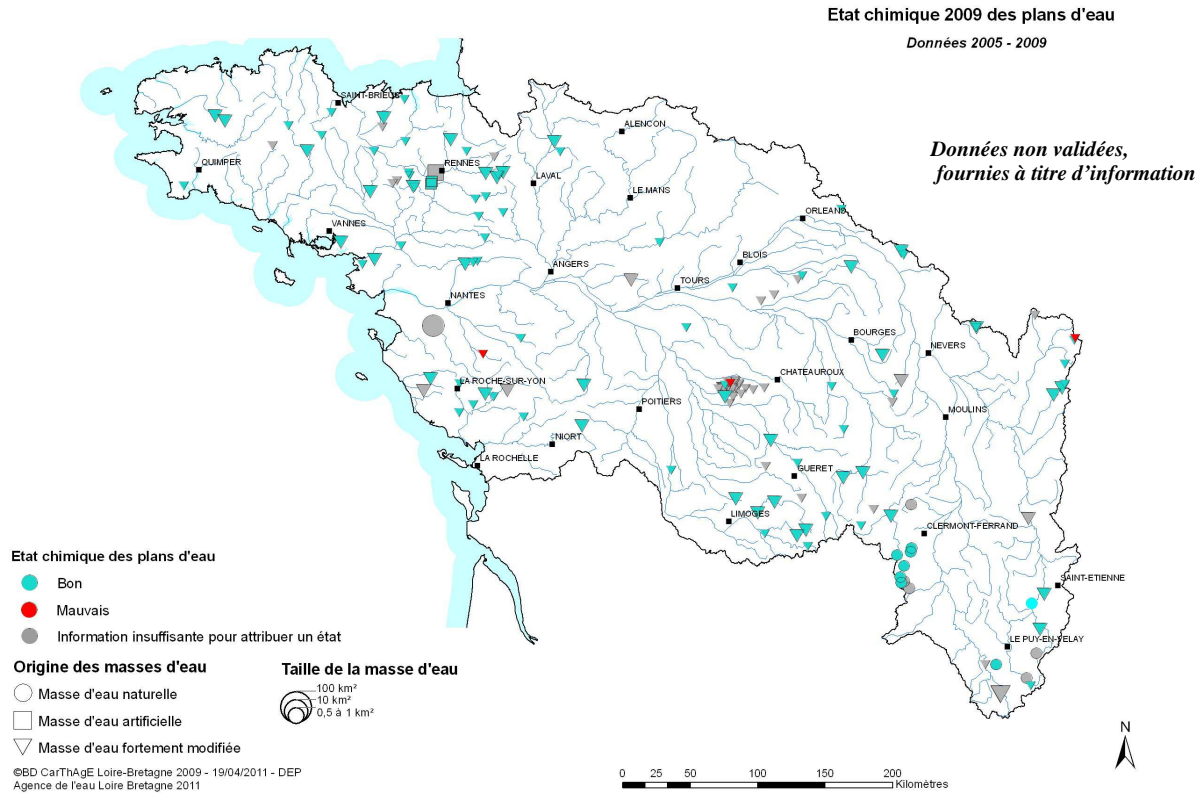 Etat chimique 2009 des plans d'eau
Données 2005 - 2009
Données non validées,
fournies à titre d'information
SAINT-BRIEUC
ALENCON
QUIMPER
RENNES
LAVAL
LE MANS
ORLEANS
VANNES
BLOIS
ANGERS
TOURS
NANTES
BOURGES
NEVERS
LA ROCHE-SUR-YON
CHATEAUROUX
POITIERS
MOULINS
NIORT
LA ROCHELLE
GUERET
LIMOGES
CLERMONT-FERRAND
SAINT-ETIENNE
LE PUY-EN-VELAY
Etat chimique des plans d'eau
Bon
Mauvais
Information insuffisante pour attribuer un état
Origine des masses d'eau
Masse d'eau naturelle
Masse d'eau artificielle
Masse d'eau fortement modifiée
Taille de la masse d'eau
100 km²
10 km²
0,5 à 1 km²
©BD CarThAgE Loire-Bretagne 2009 - 19/04/2011 - DEP
Agence de l'eau Loire Bretagne 2011
N
0 25 50 100 150 200
Kilomètres